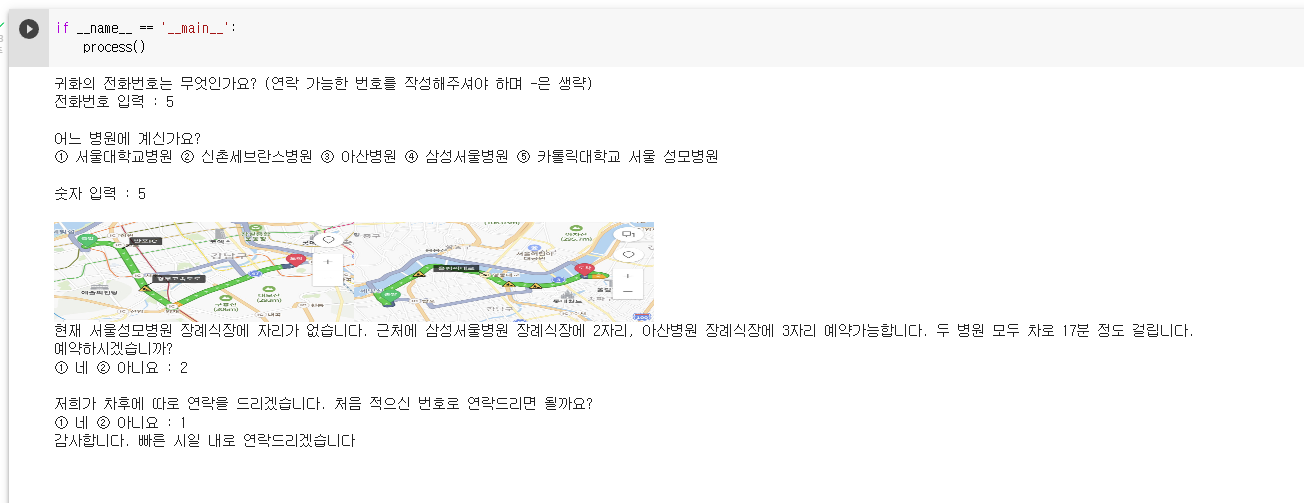 if __name__ == '__main__':
process()
귀하의 전화번호는 무엇인가요? (연락 가능한 번호를 작성해주셔야 하며 -은 생략)
전화번호 입력 : 5
어느 병원에 계신가요?
① 서울대학교병원 ② 신촌세브란스병원 ③ 아산병원 ④ 삼성서울병원 ⑤ 카톨릭대학교 서울 성모병원
숫자 입력 : 5
강남구
현재 서울성모병원 장례식장에 자리가 없습니다. 근처에 삼성서울병원 장례식장에 2자리, 아산병원 장례식장에 3자리 예약가능합니다. 두 병원 모두 차로 17분 정도 걸립니다.
예약하시겠습니까?
① 네 ② 아니요 : 2
저희가 차후에 따로 연락을 드리겠습니다. 처음 적으신 번호로 연락드리면 될까요?
① 네 ② 아니요 : 1
감사합니다. 빠른 시일 내로 연락드리겠습니다